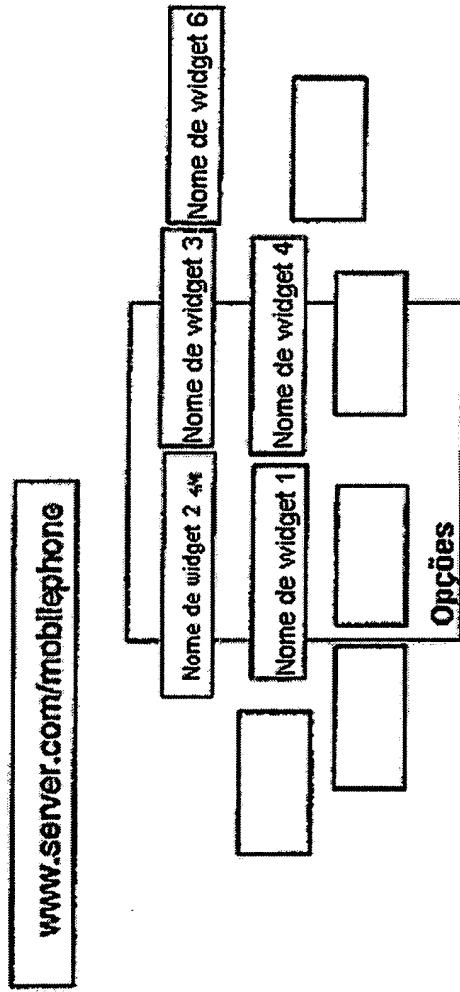 www.server.com/mobilephone
Nome de widget 2
Nome de widget 3
Nome de widget 6
Nome de widget 1
Nome de widget 4
Opções